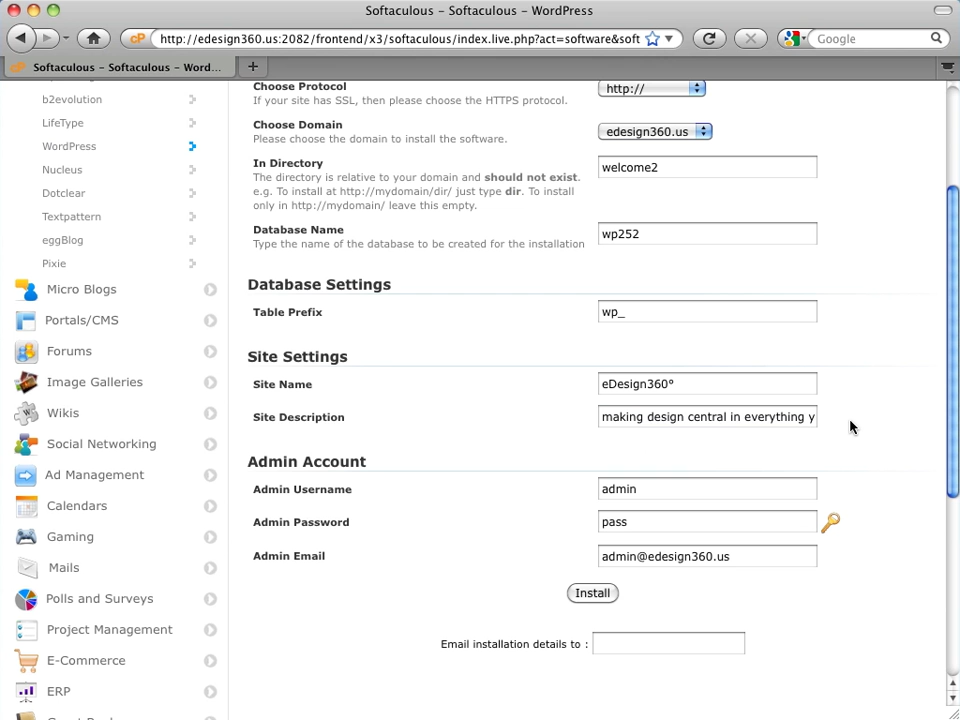 Softaculous – Softaculous – WordPress
http://edesign360.us:2082/frontend/x3/softaculous/index.live.php?act=software&soft
Google
Softaculous – Softaculous – Word...
b2evolution
LifeType
WordPress
Nucleus
Dotclear
Textpattern
eggBlog
Pixie
Micro Blogs
Portals/CMS
Forums
Image Galleries
Wikis
Social Networking
Ad Management
Calendars
Gaming
Mails
Polls and Surveys
Project Management
E-Commerce
ERP
Choose Protocol
http://
If your site has SSL, then please choose the HTTPS protocol.
Choose Domain
edesign360.us
Please choose the domain to install the software.
In Directory
welcome2
The directory is relative to your domain and should not exist.
e.g. To install at http://mydomain/dir/ just type dir. To install
only in http://mydomain/ leave this empty.
Database Name
wp252
Type the name of the database to be created for the installation
Database Settings
Table Prefix
wp_
Site Settings
Site Name
eDesign360°
Site Description
making design central in everything y
Admin Account
Admin Username
admin
Admin Password
pass
Admin Email
admin@edesign360.us
Install
Email installation details to :